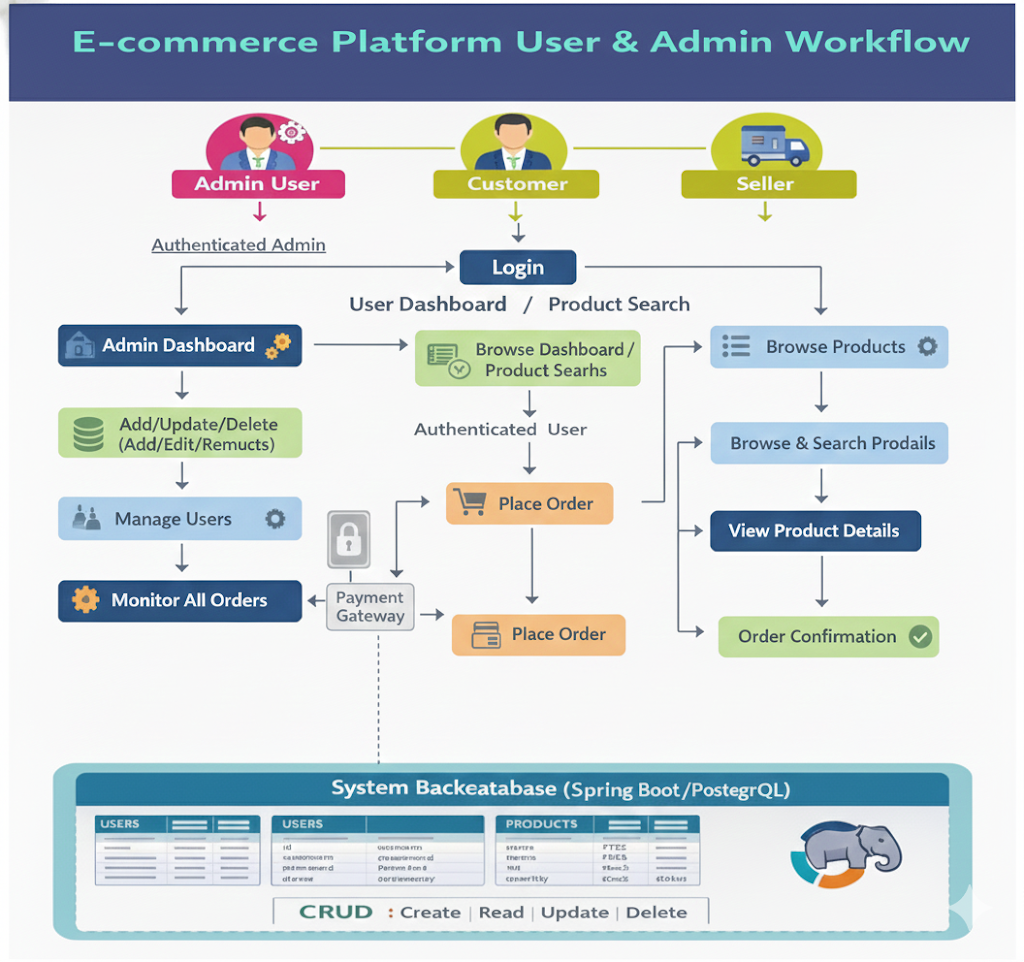 E-commerce Platform User & Admin Workflow
Admin User
Customer
Seller
Authenticated Admin
Login
User Dashboard / Product Search
Admin Dashboard
Browse Dashboard /
Product Searhs
Browse Products
Add/Update/Delete
(Add/Edit/Remucts)
Authenticated User
Browse & Search Prodails
Manage Users
Place Order
View Product Details
Monitor All Orders
Payment
Gateway
Place Order
Order Confirmation
System Backeatabase (Spring Boot/PostegrQL)
USERS
USERS
PRODUCTS
id
CRUD : Create | Read | Update | Delete